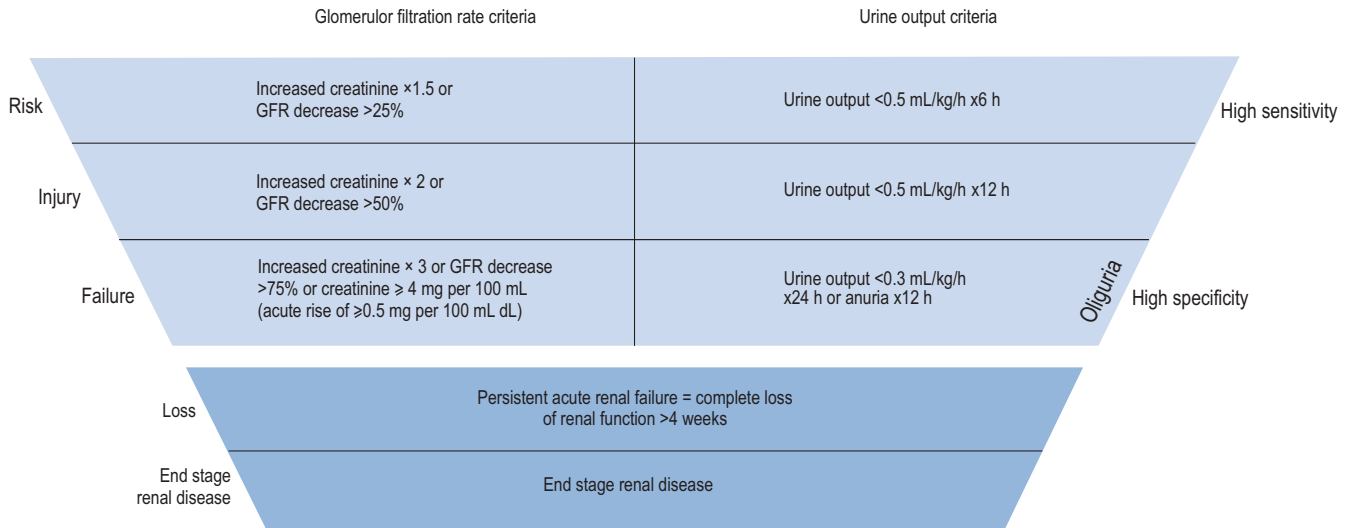 Glomerulor filtration rate criteria
Urine output criteria
Risk
Increased creatinine ×1.5 or
GFR decrease >25%
Urine output <0.5 mL/kg/h x6 h
High sensitivity
Injury
Increased creatinine × 2 or
GFR decrease >50%
Urine output <0.5 mL/kg/h x12 h
Failure
Increased creatinine × 3 or GFR decrease
>75% or creatinine ⩾ 4 mg per 100 mL
(acute rise of ⩾0.5 mg per 100 mL dL)
Urine output <0.3 mL/kg/h
x24 h or anuria x12 h
Oliguria
High specificity
Loss
Persistent acute renal failure = complete loss
of renal function >4 weeks
End stage
renal disease
End stage renal disease